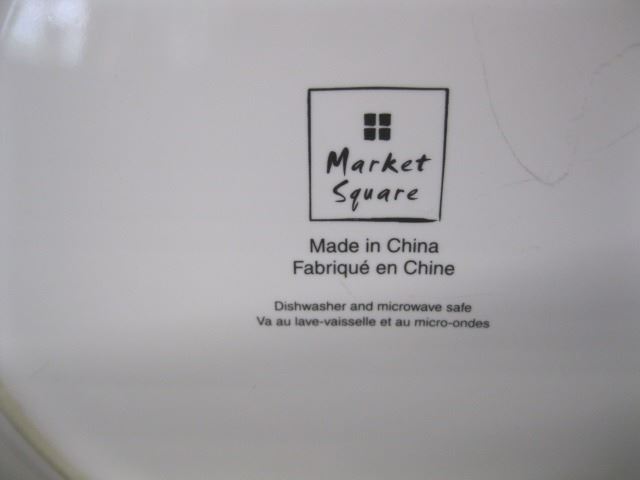 Market
Square
Made in China
Fabriqué en Chine
Dishwasher and microwave safe
Va au lave-vaisselle et au micro-ondes